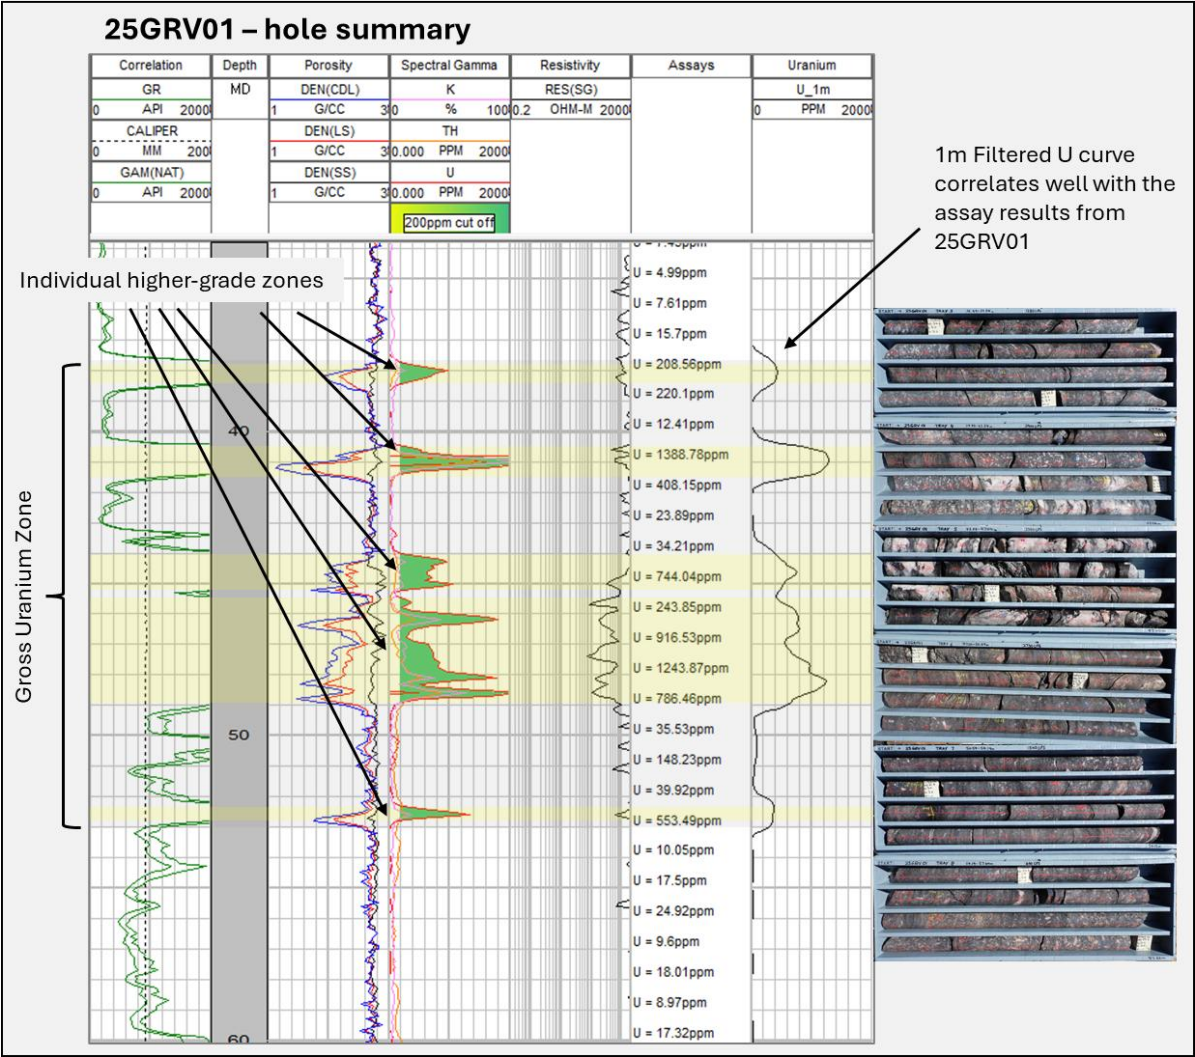 25GRV01 – hole summary
Correlation Depth Porosity Spectral Gamma Resistivity Assays Uranium
GR MD DEN(CDL) K RES(SG) U_1m
0 API 2000 1 G/CC 3 0 % 100 0.2 OHM-M 2000 0 PPM 2000
CALIPER DEN(LS) TH
0 MM 200 1 G/CC 3 0.000 PPM 2000
GAM(NAT) DEN(SS) U
0 API 2000 1 G/CC 3 0.000 PPM 2000
200ppm cut off
1m Filtered U curve
correlates well with the
assay results from
25GRV01
Individual higher-grade zones
Gross Uranium Zone
40
50
60
U = 7.45ppm
U = 4.99ppm
U = 7.61ppm
U = 15.7ppm
U = 208.56ppm
U = 220.1ppm
U = 12.41ppm
U = 1388.78ppm
U = 408.15ppm
U = 23.89ppm
U = 34.21ppm
U = 744.04ppm
U = 243.85ppm
U = 916.53ppm
U = 1243.87ppm
U = 786.46ppm
U = 35.53ppm
U = 148.23ppm
U = 39.92ppm
U = 553.49ppm
U = 10.05ppm
U = 17.5ppm
U = 24.92ppm
U = 9.6ppm
U = 18.01ppm
U = 8.97ppm
U = 17.32ppm